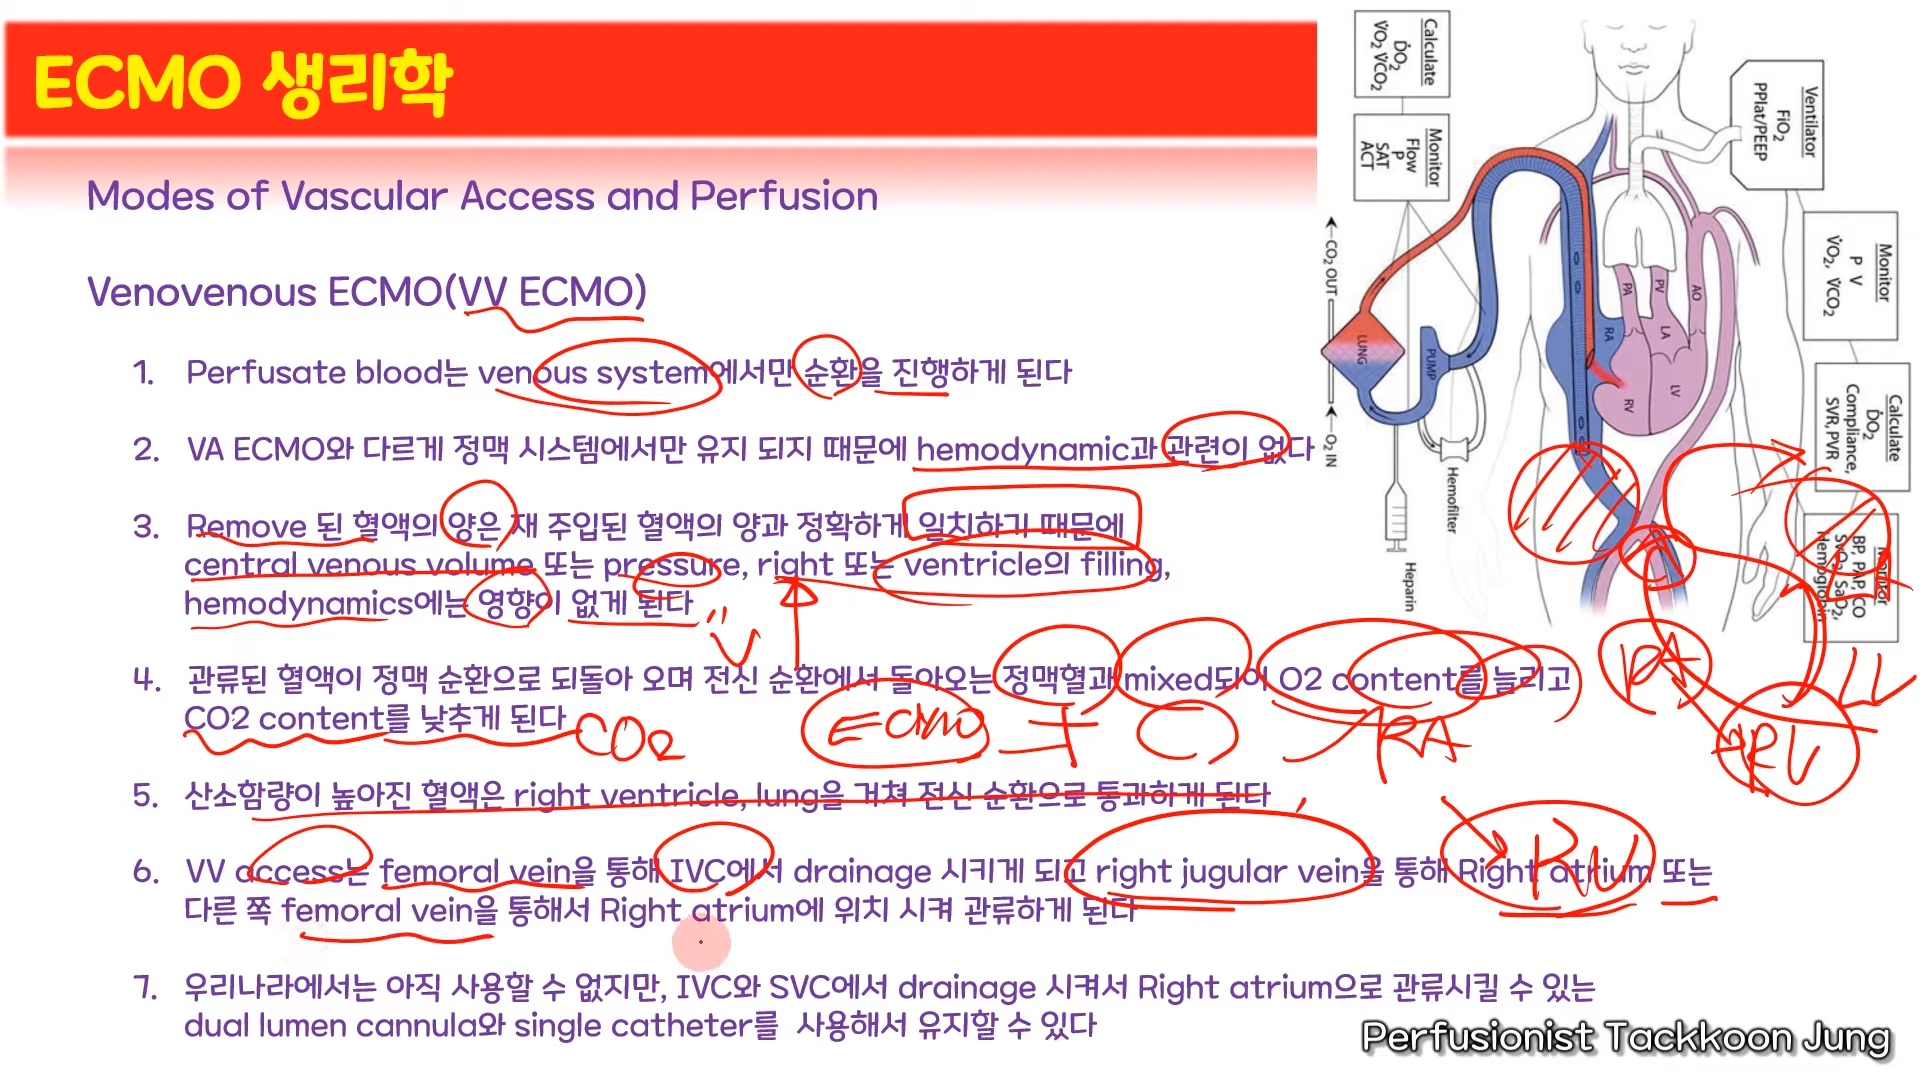 ECMO 생리학
Modes of Vascular Access and Perfusion
Venovenous ECMO(VV ECMO)
1. Perfusate blood는 venous system에서만 순환을 진행하게 된다
2. VA ECMO와 다르게 정맥 시스템에서만 유지 되지 때문에 hemodynamic과 관련이 없다
3. Remove 된 혈액의 양은 재 주입된 혈액의 양과 정확하게 일치하기 때문에
central venous volume 또는 pressure, right 또는 ventricle의 filling,
hemodynamics에는 영향이 없게 된다
V
4. 관류된 혈액이 정맥 순환으로 되돌아 오며 전신 순환에서 돌아오는 정맥혈과 mixed되어 O2 content를 늘리고
CO2 content를 낮추게 된다
CO2
ECMO +
RA
5. 산소함량이 높아진 혈액은 right ventricle, lung을 거쳐 전신 순환으로 통과하게 된다
6. VV access는 femoral vein을 통해 IVC에서 drainage 시키게 되고 right jugular vein을 통해 Right atrium 또는
다른 쪽 femoral vein을 통해서 Right atrium에 위치 시켜 관류하게 된다
RV
7. 우리나라에서는 아직 사용할 수 없지만, IVC와 SVC에서 drainage 시켜서 Right atrium으로 관류시킬 수 있는
dual lumen cannula와 single catheter를 사용해서 유지할 수 있다
Calculate
ḊO2
V̇O2 V̇CO2
Monitor
Flow
P
SAT
ACT
CO2 OUT
O2 IN
LUNG
PUMP
Hemofilter
Heparin
PA
PV
AO
RA
LA
RV
LV
Ventilator
FiO2
PPlat/PEEP
Monitor
P V
V̇O2, V̇CO2
Calculate
ḊO2
Compliance,
SVR, PVR
Monitor
BP, PAP, CO
SvO2, SaO2,
Hemoglobin
RV
Perfusionist Tackkoon Jung